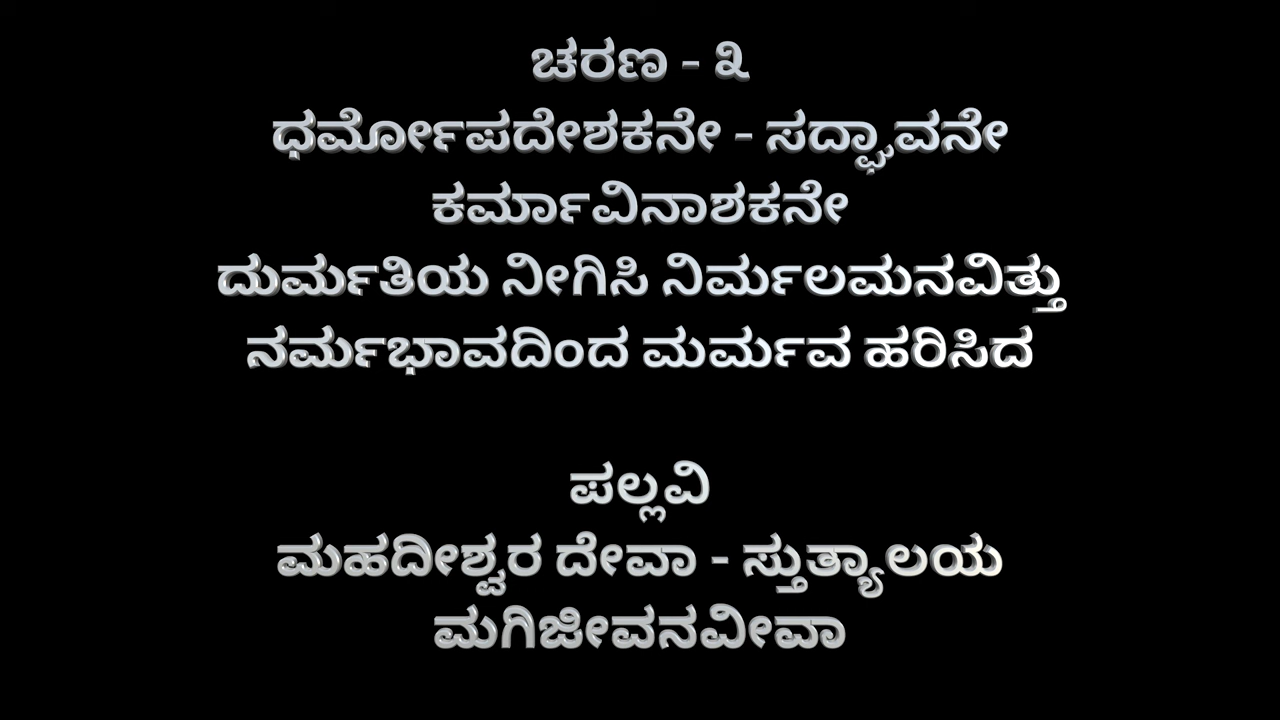 ಚರಣ - ೩
ಧರ್ಮೋಪದೇಶಕನೇ - ಸದ್ಭಾವನೇ
ಕರ್ಮಾವಿನಾಶಕನೇ
ದುರ್ಮತಿಯ ನೀಗಿಸಿ ನಿರ್ಮಲಮನವಿತ್ತು
ನರ್ಮಭಾವದಿಂದ ಮರ್ಮವ ಹರಿಸಿದ
ಪಲ್ಲವಿ
ಮಹದೀಶ್ವರ ದೇವಾ - ಸ್ತುತ್ಯಾಲಯ
ಮಗಿಜೀವನವೀವಾ